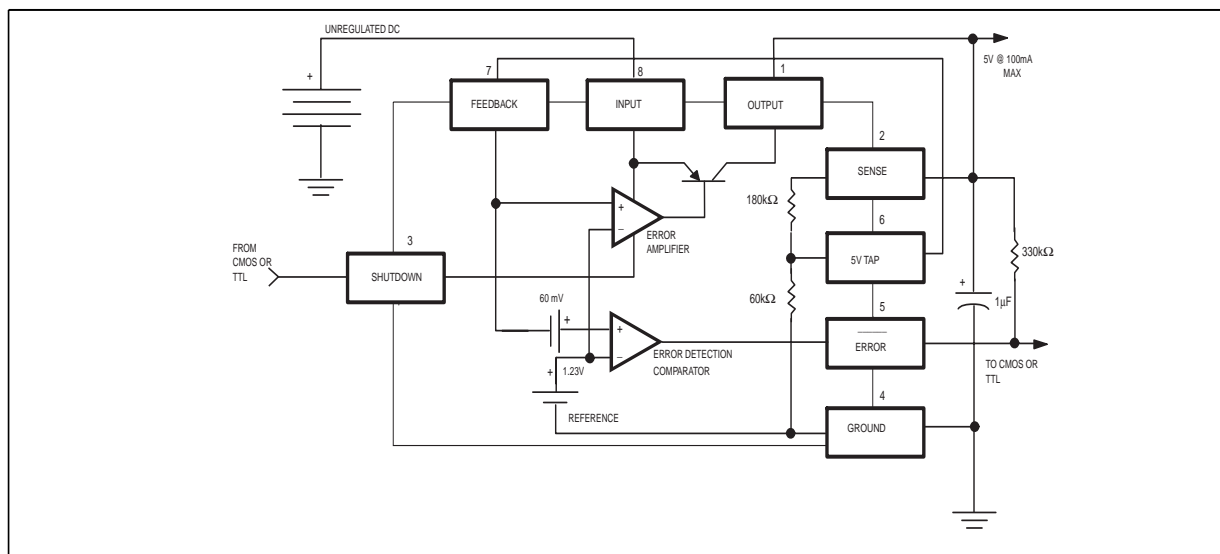 UNREGULATED DC
5V @ 100mA
MAX
+
7
8
1
FEEDBACK
INPUT
OUTPUT
2
SENSE
180kΩ
+
−
ERROR
AMPLIFIER
6
5V TAP
330kΩ
FROM
CMOS OR
TTL
3
SHUTDOWN
60 mV
+
+
−
60kΩ
+
1µF
5
ERROR
ERROR DETECTION
COMPARATOR
TO CMOS OR
TTL
+
1.23V
REFERENCE
4
GROUND